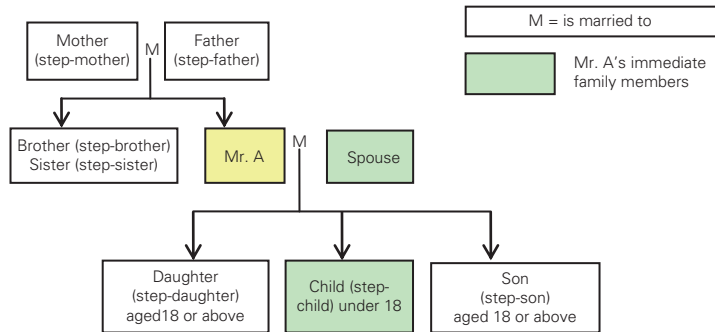 Mother
(step-mother)
M
Father
(step-father)
M = is married to
Mr. A's immediate
family members
Brother (step-brother)
Sister (step-sister)
Mr. A
M
Spouse
Daughter
(step-daughter)
aged18 or above
Child (step-
child) under 18
Son
(step-son)
aged 18 or above